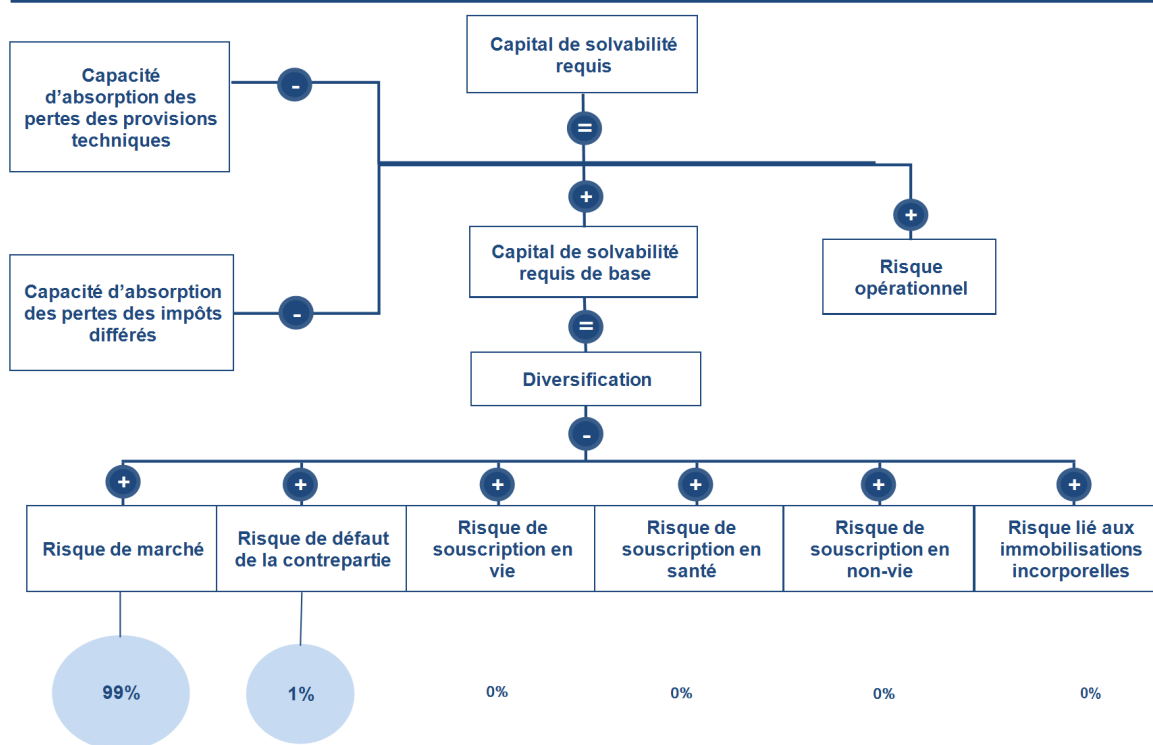 Capital de solvabilité
requis
Capacité
d'absorption des
pertes des provisions
techniques
-
=
+
+
Capital de solvabilité
requis de base
Risque
opérationnel
Capacité d'absorption
des pertes des impôts
différés
-
=
Diversification
-
+
+
+
+
+
+
Risque de marché
Risque de défaut
de la contrepartie
Risque de
souscription en
vie
Risque de
souscription en
santé
Risque de
souscription en
non-vie
Risque lié aux
immobilisations
incorporelles
99%
1%
0%
0%
0%
0%